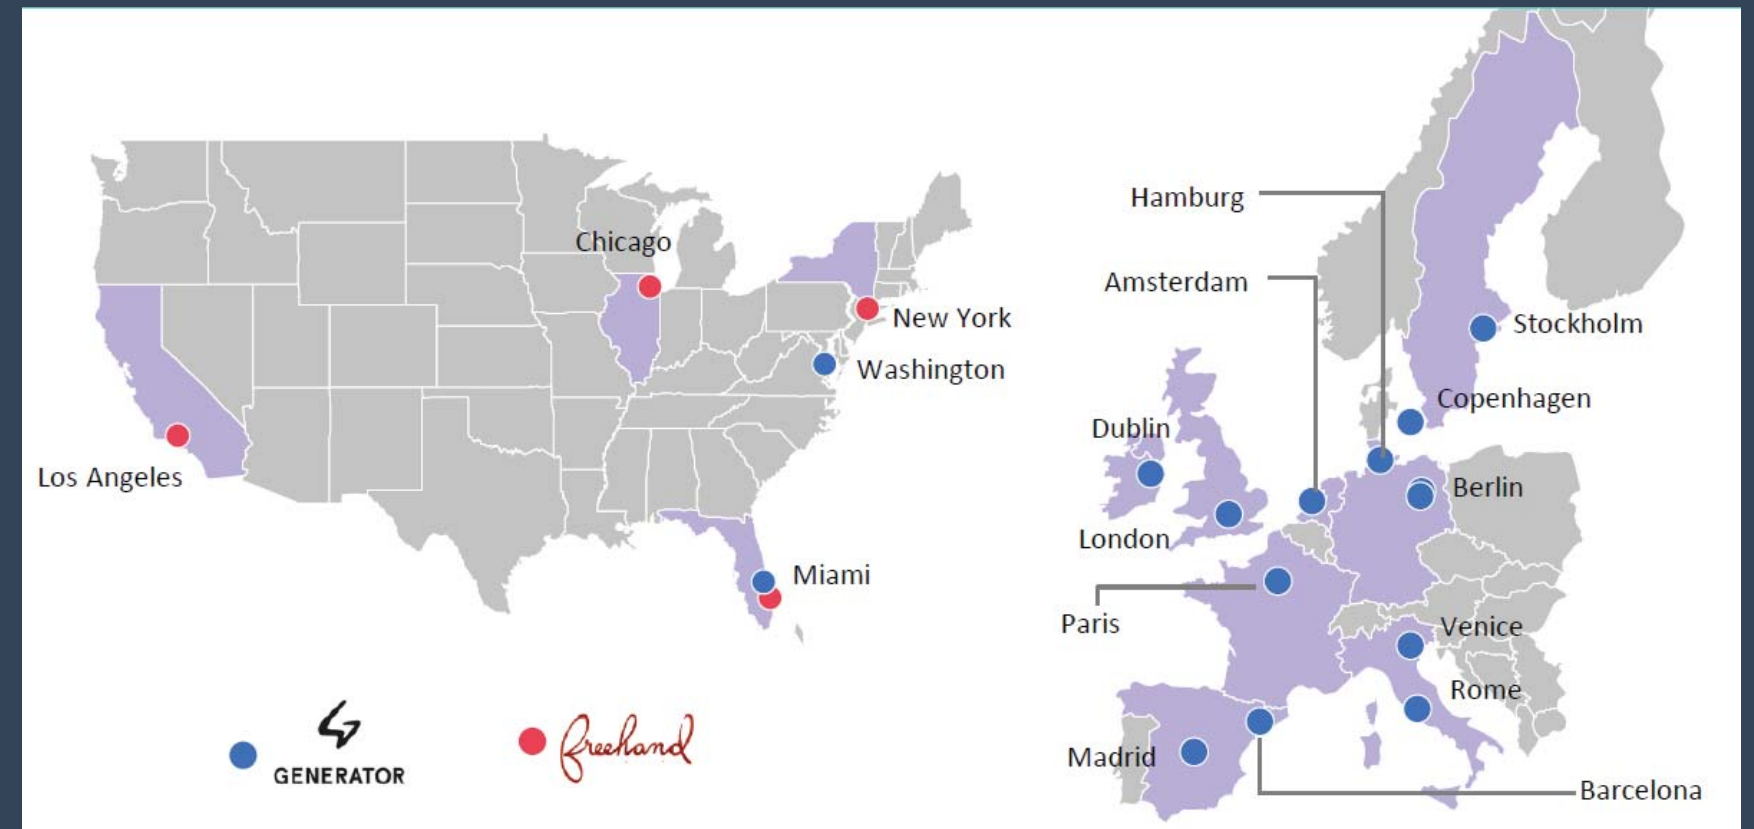 Chicago
New York
Washington
Los Angeles
Miami
GENERATOR
freehand
Hamburg
Amsterdam
Stockholm
Copenhagen
Dublin
Berlin
London
Paris
Venice
Rome
Madrid
Barcelona